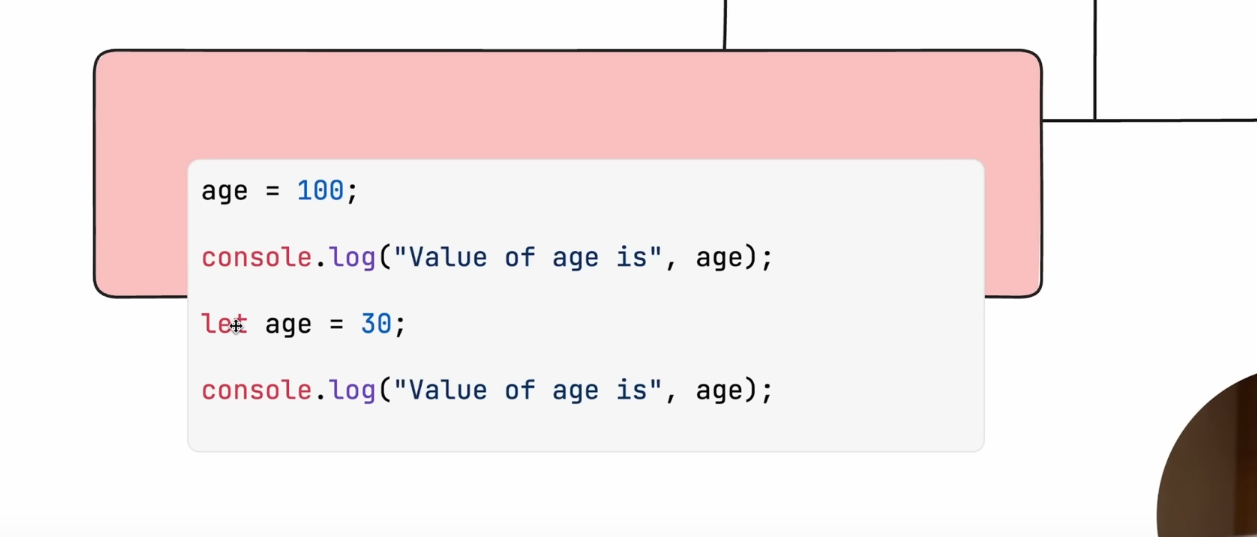 age = 100;
console.log("Value of age is", age);
let age = 30;
console.log("Value of age is", age);